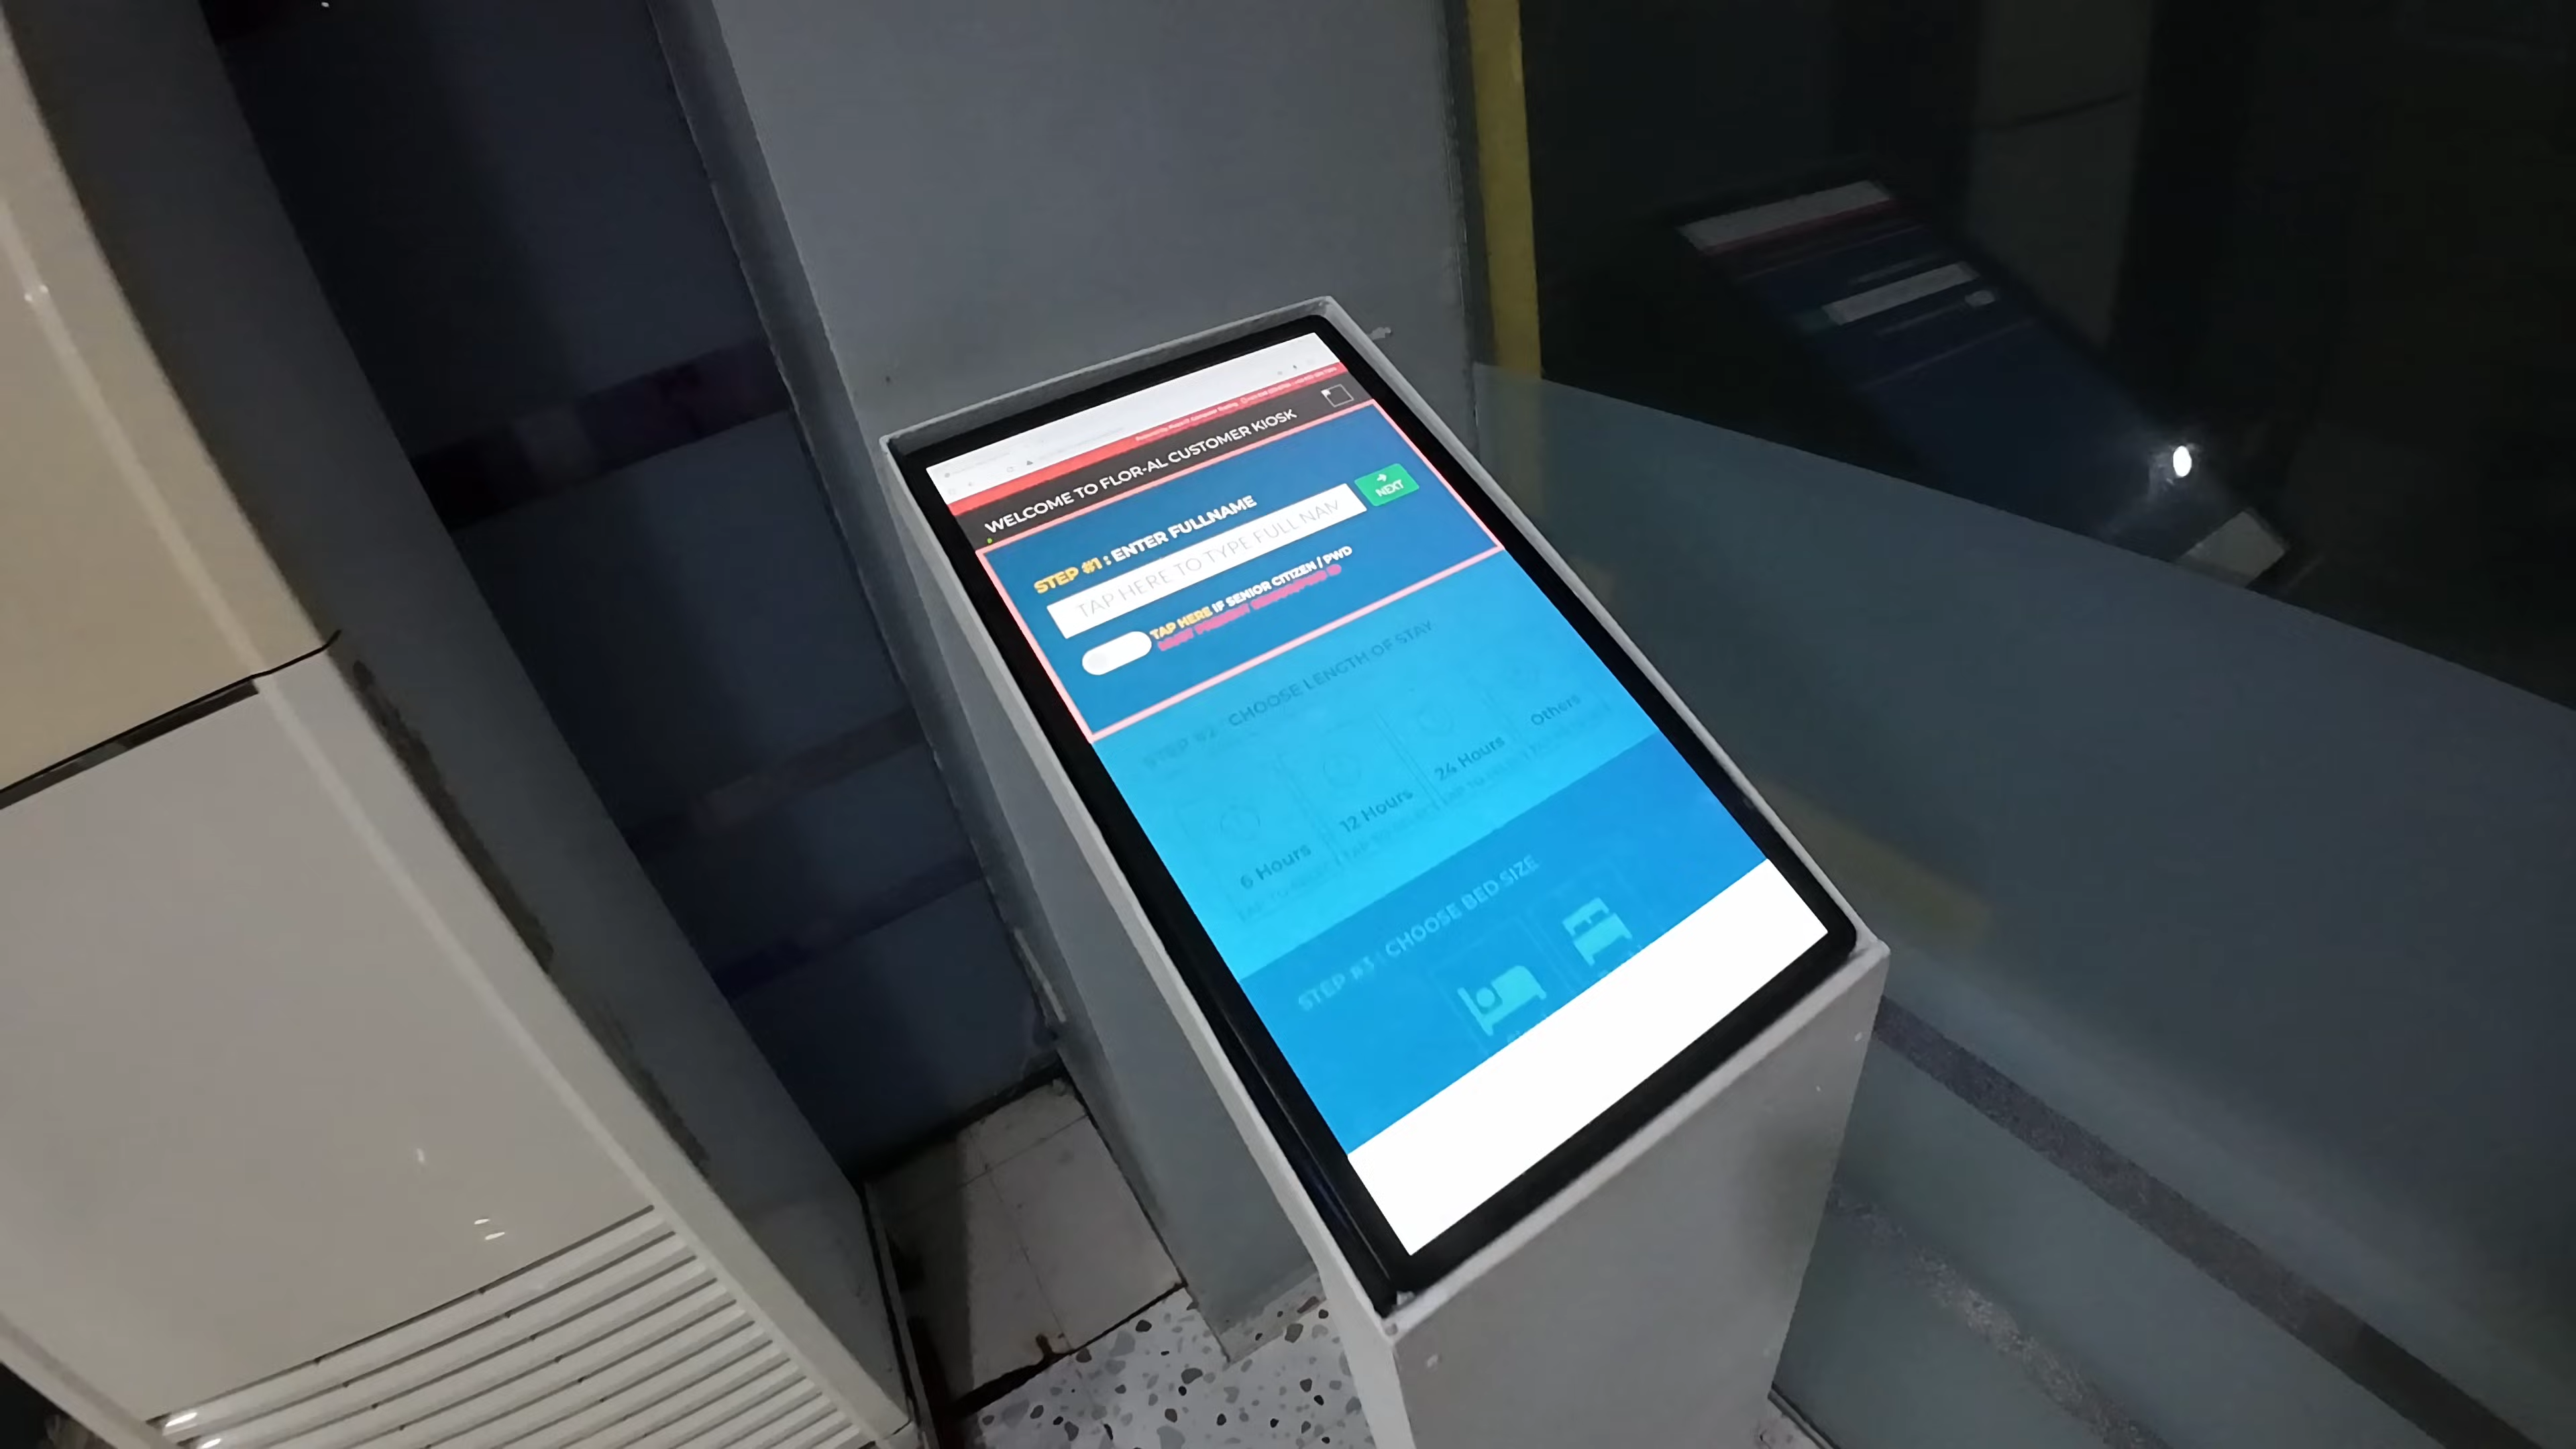 WELCOME TO FLOR-AL CUSTOMER KIOSK
STEP #1 : ENTER FULLNAME
TAP HERE TO TYPE FULL NAM
NEXT
TAP HERE IF SENIOR CITIZEN / PWD
MUST PRESENT
STEP #2 : CHOOSE LENGTH OF STAY
6 Hours
12 Hours
24 Hours
Others
STEP #3 : CHOOSE BED SIZE